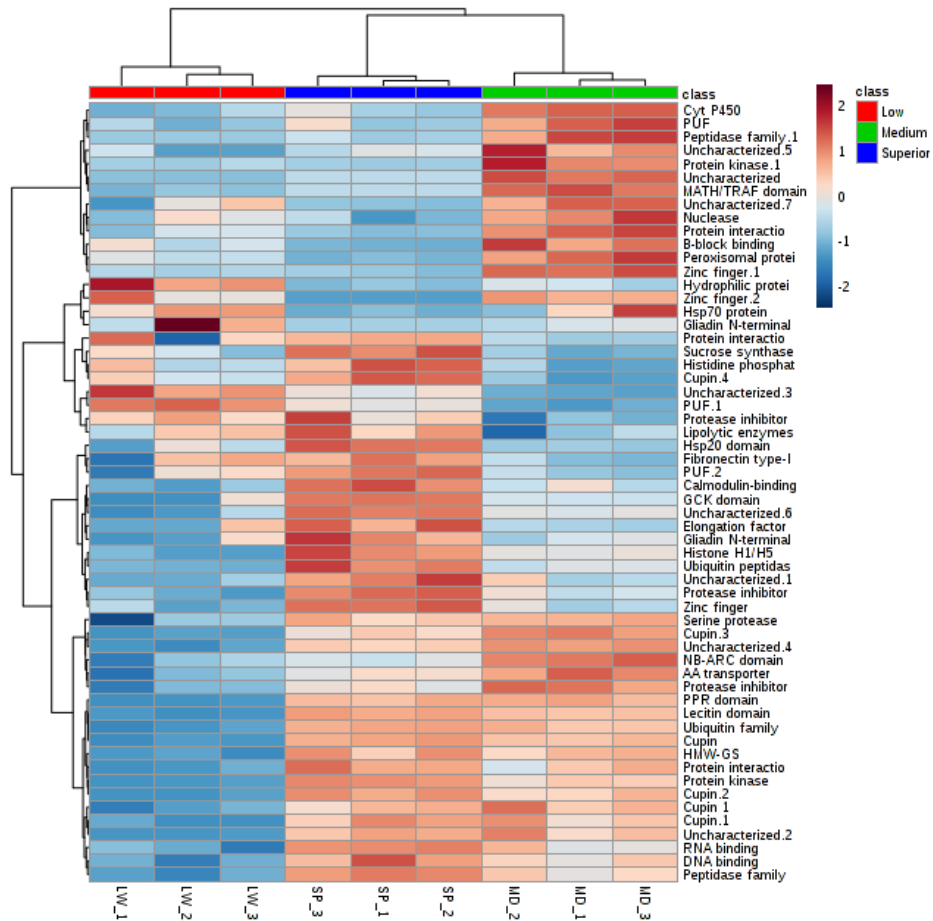 class
Cyt P450
PUF
Peptidase family.1
Uncharacterized.5
Protein kinase.1
Uncharacterized
MATH/TRAF domain
Uncharacterized.7
Nuclease
Protein interactio
B-block binding
Peroxisomal protei
Zinc finger.1
Hydrophilic protei
Zinc finger.2
Hsp70 protein
Gliadin N-terminal
Protein interactio
Sucrose synthase
Histidine phosphat
Cupin.4
Uncharacterized.3
PUF.1
Protease inhibitor
Lipolytic enzymes
Hsp20 domain
Fibronectin type-I
PUF.2
Calmodulin-binding
GCK domain
Uncharacterized.6
Elongation factor
Gliadin N-terminal
Histone H1/H5
Ubiquitin peptidas
Uncharacterized.1
Protease inhibitor
Zinc finger
Serine protease
Cupin.3
Uncharacterized.4
NB-ARC domain
AA transporter
Protease inhibitor
PPR domain
Lecitin domain
Ubiquitin family
Cupin
HMW-GS
Protein interactio
Protein kinase
Cupin.2
Cupin 1
Cupin.1
Uncharacterized.2
RNA binding
DNA binding
Peptidase family
LW_1
LW_2
LW_3
SP_3
SP_1
SP_2
MD_2
MD_1
MD_3
2
1
0
-1
-2
class
Low
Medium
Superior